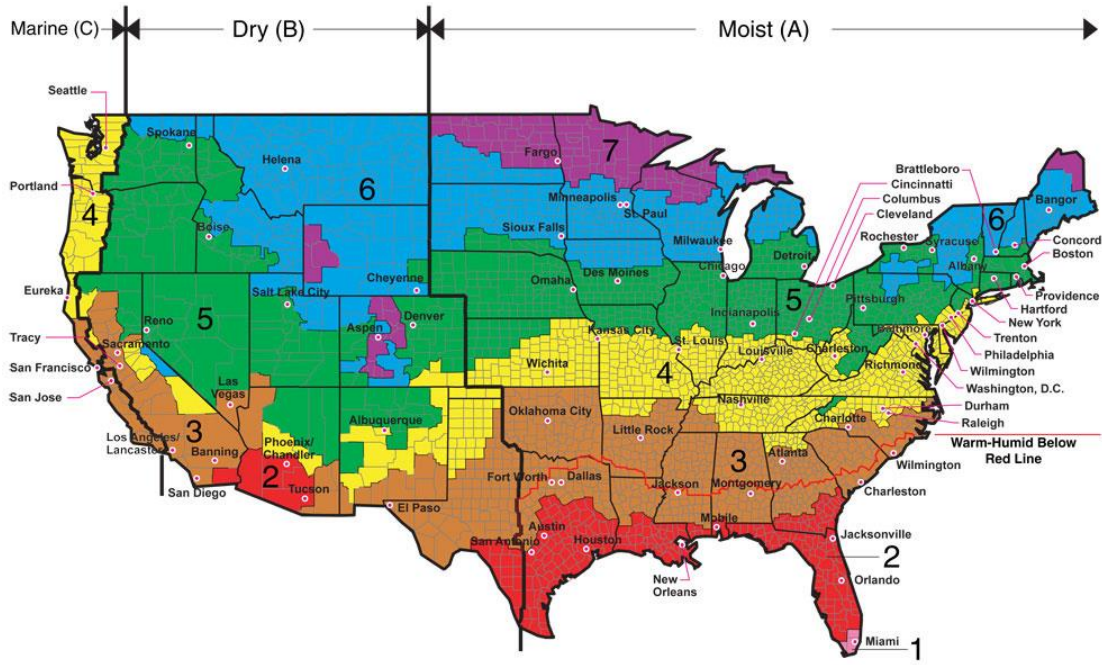 Marine (C)
Dry (B)
Moist (A)
Seattle
Spokane
Helena
Fargo
7
Brattleboro
Cincinnatti
Columbus
Cleveland
Portland
4
6
Minneapolis
St. Paul
6
Bangor
Boise
Sioux Falls
Milwaukee
Rochester
Syracuse
Concord
Boston
Albany
Cheyenne
Omaha
Des Moines
Chicago
Detroit
Eureka
Salt Lake City
Providence
Hartford
Reno
5
Aspen
Denver
Indianapolis
5
Pittsburgh
New York
Tracy
Sacramento
Kansas City
St. Louis
Louisville
Charleston
Baltimore
Trenton
Philadelphia
San Francisco
Wichita
4
Richmond
Wilmington
Washington, D.C.
San Jose
Las
Vegas
Nashville
Durham
Raleigh
Albuquerque
Oklahoma City
Charlotte
Los Angeles/
Lancaster
3
Phoenix/
Chandler
Little Rock
3
Atlanta
Warm-Humid Below
Red Line
Banning
2
Fort Worth
Dallas
Jackson
Montgomery
Wilmington
San Diego
Tucson
El Paso
Charleston
Austin
Mobile
San Antonio
Houston
Jacksonville
2
New
Orleans
Orlando
Miami
1